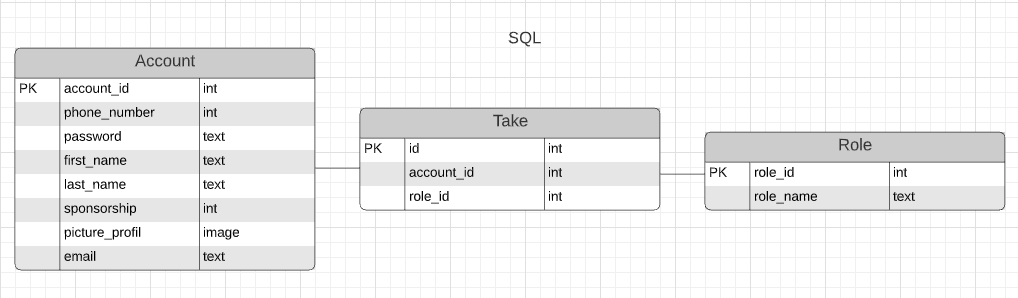 SQL
Account
PK account_id int
phone_number int
password text
first_name text
last_name text
sponsorship int
picture_profil image
email text
Take
PK id int
account_id int
role_id int
Role
PK role_id int
role_name text